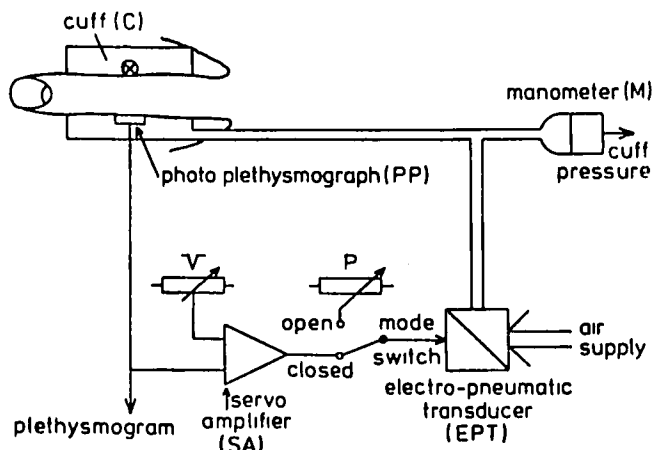 cuff (C)
manometer (M)
cuff
pressure
photo plethysmograph (PP)
V
P
open
mode
switch
closed
air
supply
servo
amplifier
(SA)
electro-pneumatic
transducer
(EPT)
plethysmogram